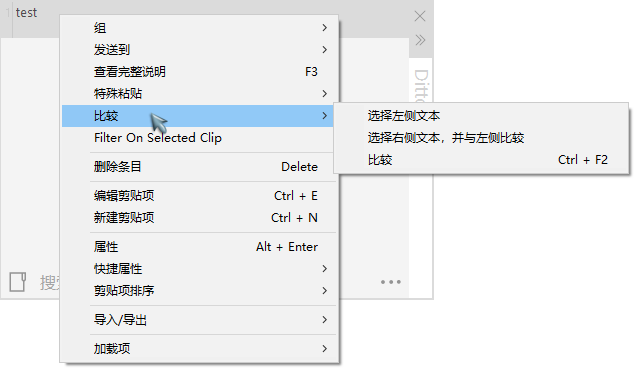 test
组
发送到
查看完整说明 F3
特殊粘贴
比较
Filter On Selected Clip
删除条目 Delete
编辑剪贴项 Ctrl + E
新建剪贴项 Ctrl + N
属性 Alt + Enter
快捷属性
剪贴项排序
导入/导出
加载项
选择左侧文本
选择右侧文本，并与左侧比较
比较 Ctrl + F2
Ditto
搜